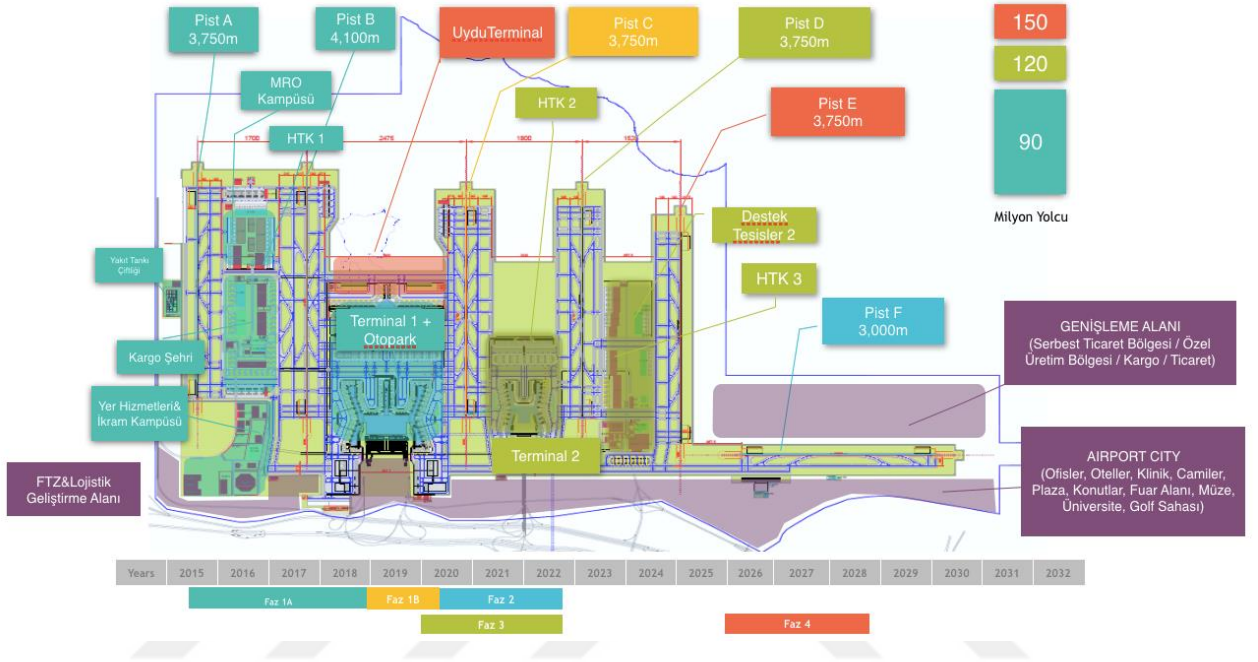 Pist A
3,750m
Pist B
4,100m
UyduTerminal
Pist C
3,750m
Pist D
3,750m
150
120
90
Milyon Yolcu
MRO
Kampüsü
HTK 1
HTK 2
Pist E
3,750m
1700
2475
1800
Destek
Tesisler 2
Yakıt Tankı
Çiftliği
HTK 3
Terminal 1 +
Otopark
Pist F
3,000m
GENİŞLEME ALANI
(Serbest Ticaret Bölgesi / Özel
Üretim Bölgesi / Kargo / Ticaret)
Kargo Şehri
Yer Hizmetleri&
İkram Kampüsü
Terminal 2
FTZ&Lojistik
Geliştirme Alanı
AIRPORT CITY
(Ofisler, Oteller, Klinik, Camiler,
Plaza, Konutlar, Fuar Alanı, Müze,
Üniversite, Golf Sahası)
Years 2015 2016 2017 2018 2019 2020 2021 2022 2023 2024 2025 2026 2027 2028 2029 2030 2031 2032
Faz 1A Faz 1B Faz 2
Faz 3 Faz 4